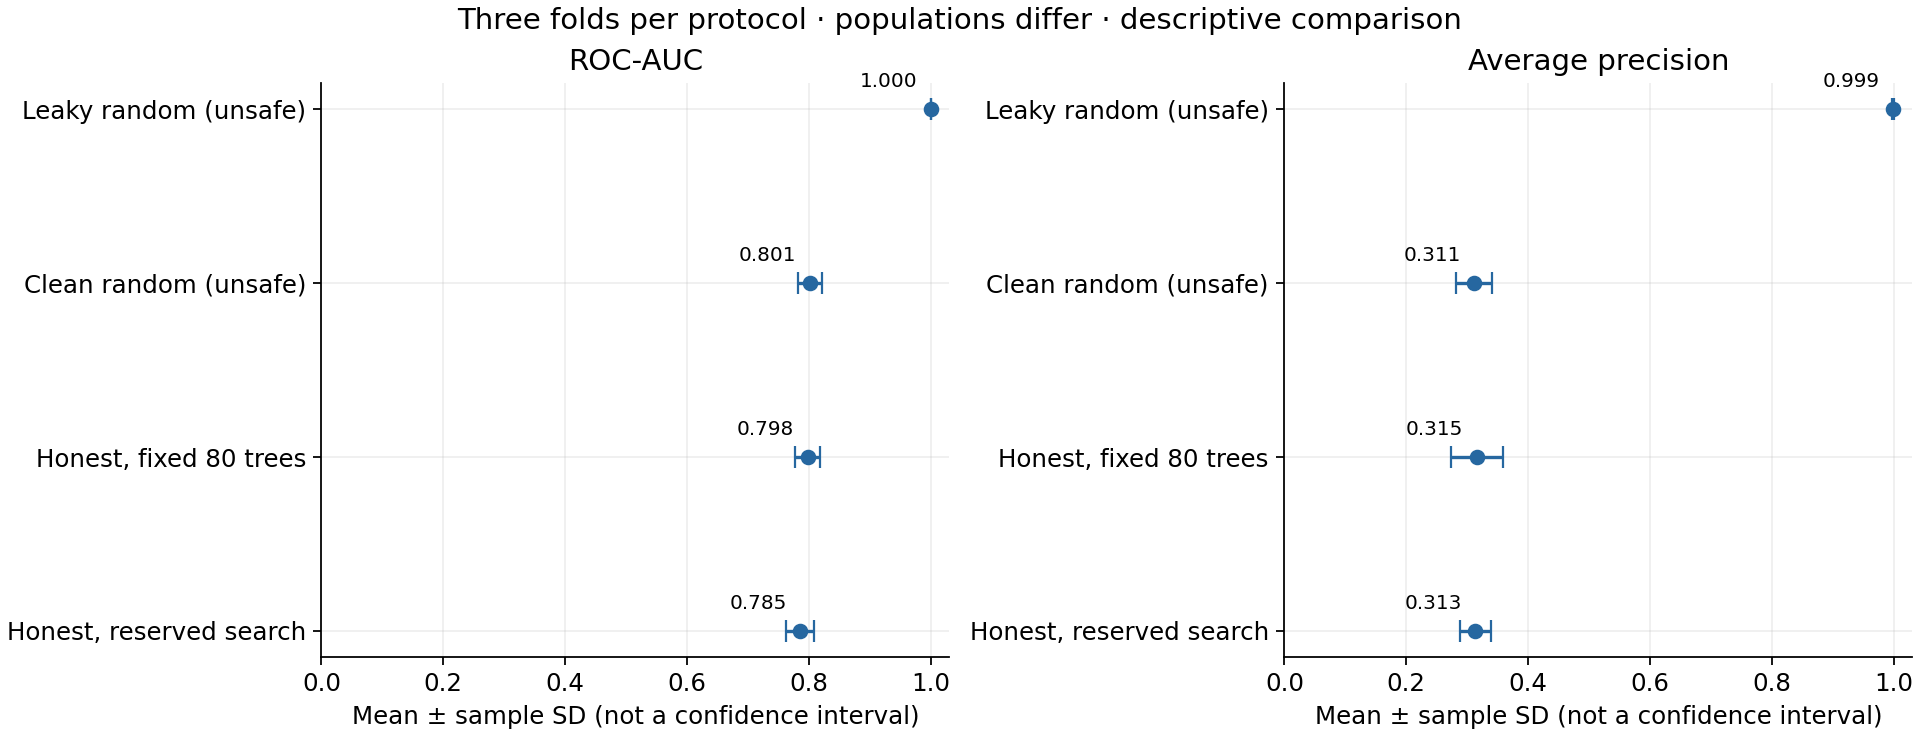 Three folds per protocol · populations differ · descriptive comparison
ROC-AUC
1.000
Leaky random (unsafe)
0.801
Clean random (unsafe)
0.798
Honest, fixed 80 trees
0.785
Honest, reserved search
0.0 0.2 0.4 0.6 0.8 1.0
Mean ± sample SD (not a confidence interval)
Average precision
0.999
Leaky random (unsafe)
0.311
Clean random (unsafe)
0.315
Honest, fixed 80 trees
0.313
Honest, reserved search
0.0 0.2 0.4 0.6 0.8 1.0
Mean ± sample SD (not a confidence interval)